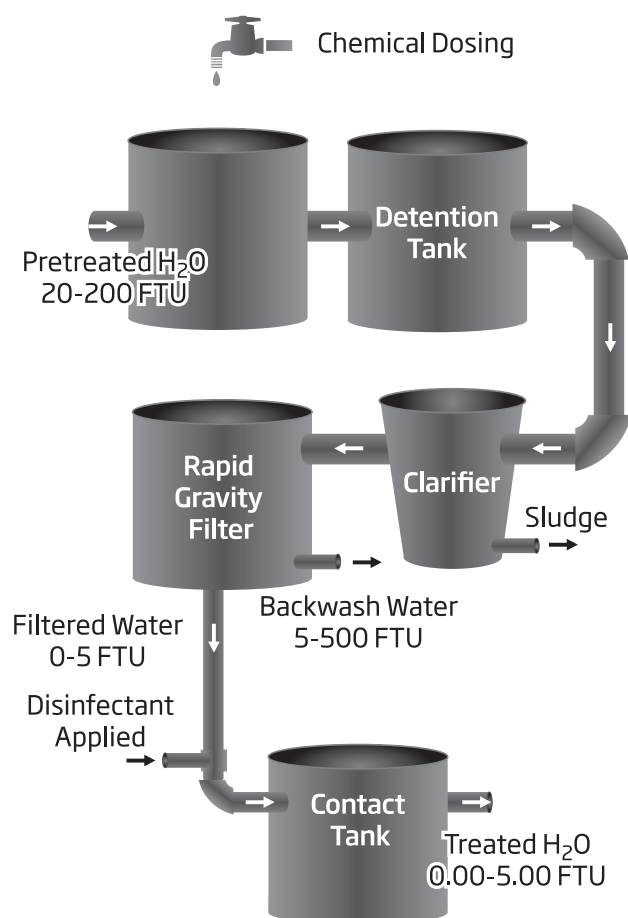 Chemical Dosing
Pretreated H₂O
20-200 FTU
Detention
Tank
Rapid
Gravity
Filter
Clarifier
Sludge
Backwash Water
5-500 FTU
Filtered Water
0-5 FTU
Disinfectant
Applied
Contact
Tank
Treated H₂O
0.00-5.00 FTU